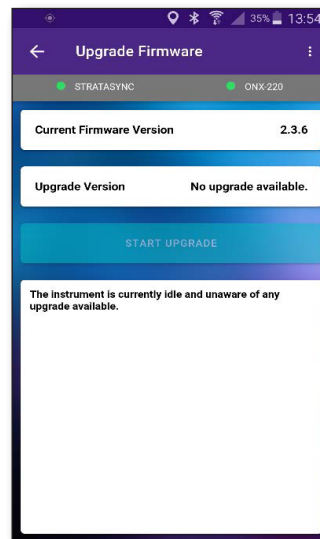 35% 13:54
Upgrade Firmware
STRATASYNC ONX-220
Current Firmware Version 2.3.6
Upgrade Version No upgrade available.
START UPGRADE
The instrument is currently idle and unaware of any
upgrade available.